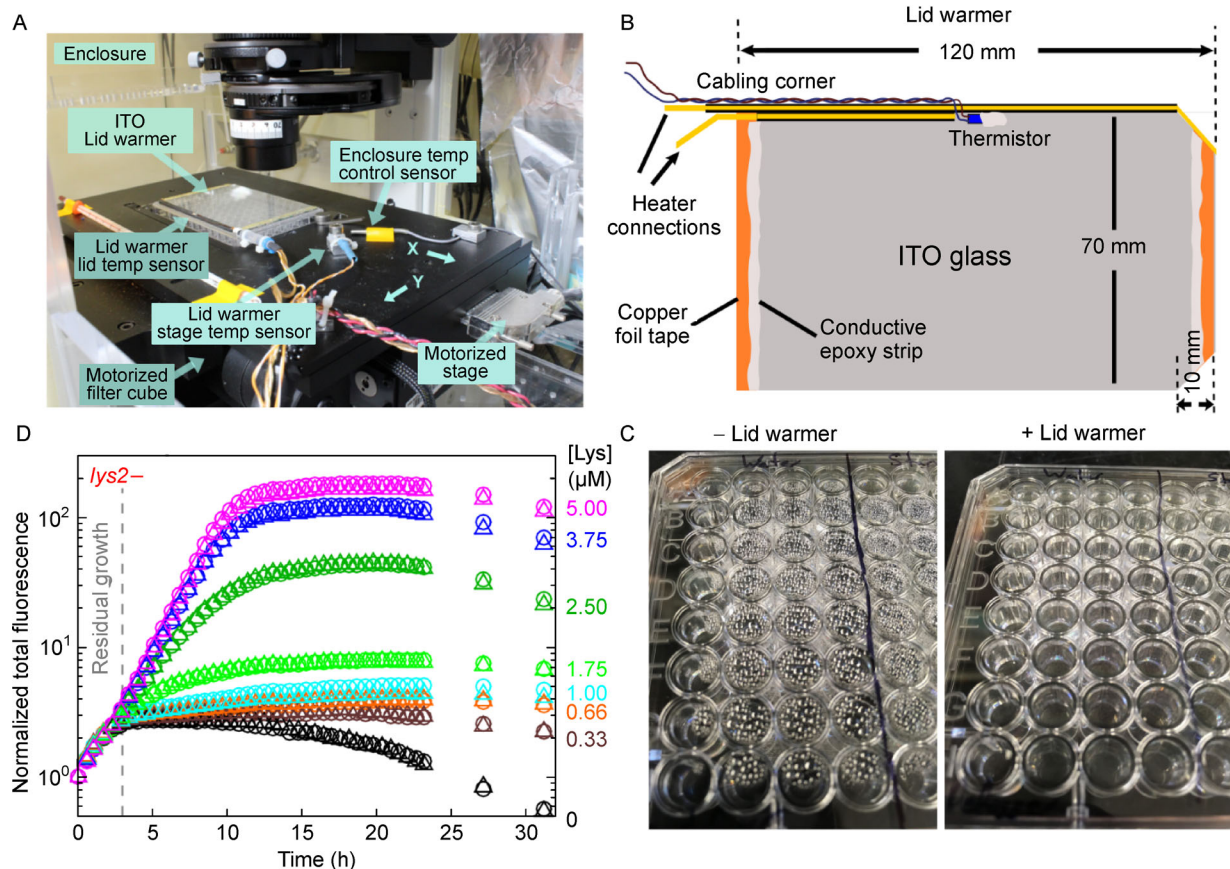 A
Enclosure
ITO
Lid warmer
Enclosure temp
control sensor
Lid warmer
lid temp sensor
X
Y
Lid warmer
stage temp sensor
Motorized
stage
Motorized
filter cube
B
Lid warmer
120 mm
Cabling corner
Thermistor
Heater
connections
ITO glass
70 mm
Copper
foil tape
Conductive
epoxy strip
10 mm
D
lys2–
[Lys]
(µM)
Residual growth
Normalized total fluorescence
10²
10¹
10⁰
5.00
3.75
2.50
1.75
1.00
0.66
0.33
0
0 5 10 15 20 25 30
Time (h)
C
– Lid warmer
+ Lid warmer
B
C
D
E
C
D
E